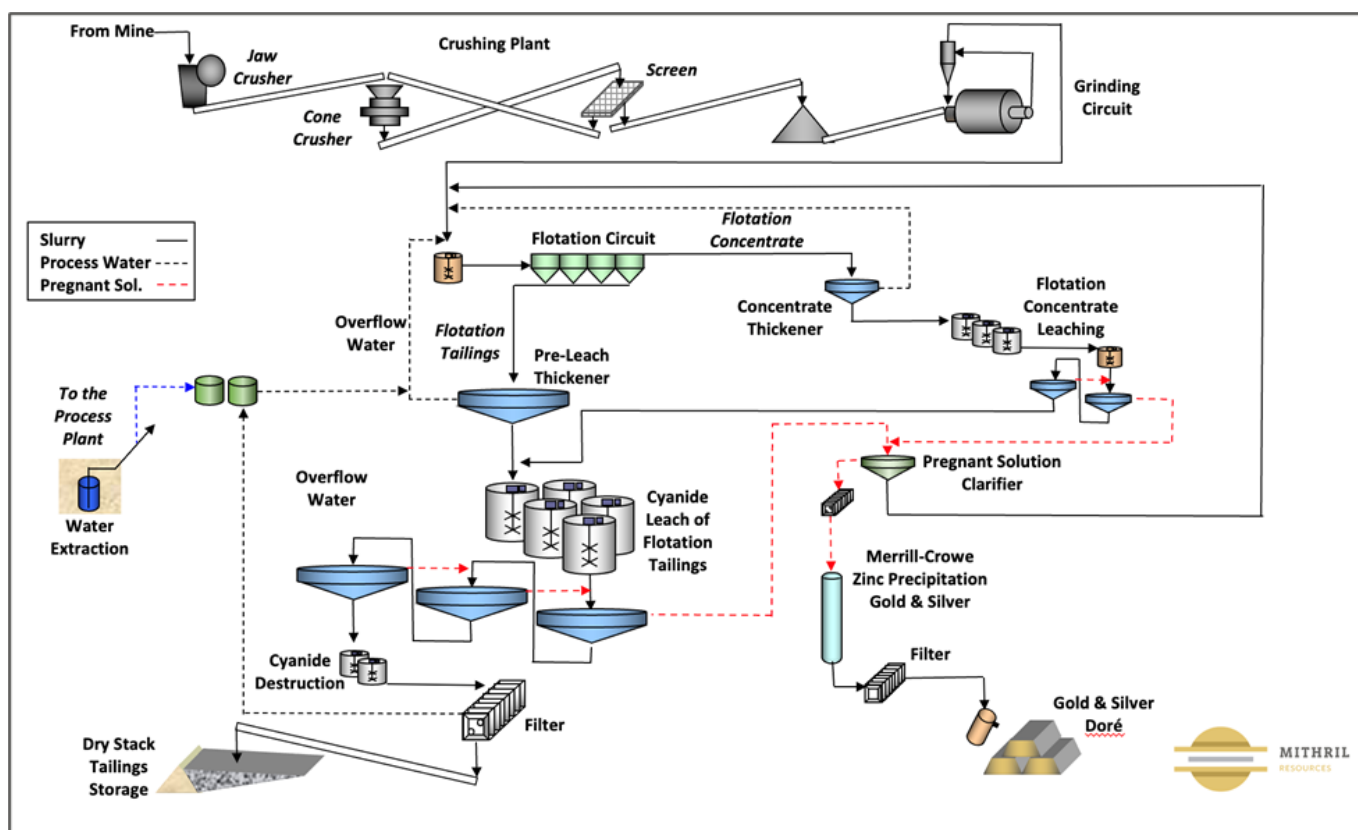 From Mine
Jaw
Crusher
Crushing Plant
Screen
Cone
Crusher
Grinding
Circuit
Slurry
Process Water
Pregnant Sol.
Flotation Circuit
Flotation
Concentrate
Overflow
Water
Flotation
Tailings
Concentrate
Thickener
Flotation
Concentrate
Leaching
Pre-Leach
Thickener
To the
Process
Plant
Water
Extraction
Overflow
Water
Cyanide
Leach of
Flotation
Tailings
Pregnant Solution
Clarifier
Merrill-Crowe
Zinc Precipitation
Gold & Silver
Cyanide
Destruction
Filter
Filter
Gold & Silver
Doré
Dry Stack
Tailings
Storage
MITHRIL
RESOURCES